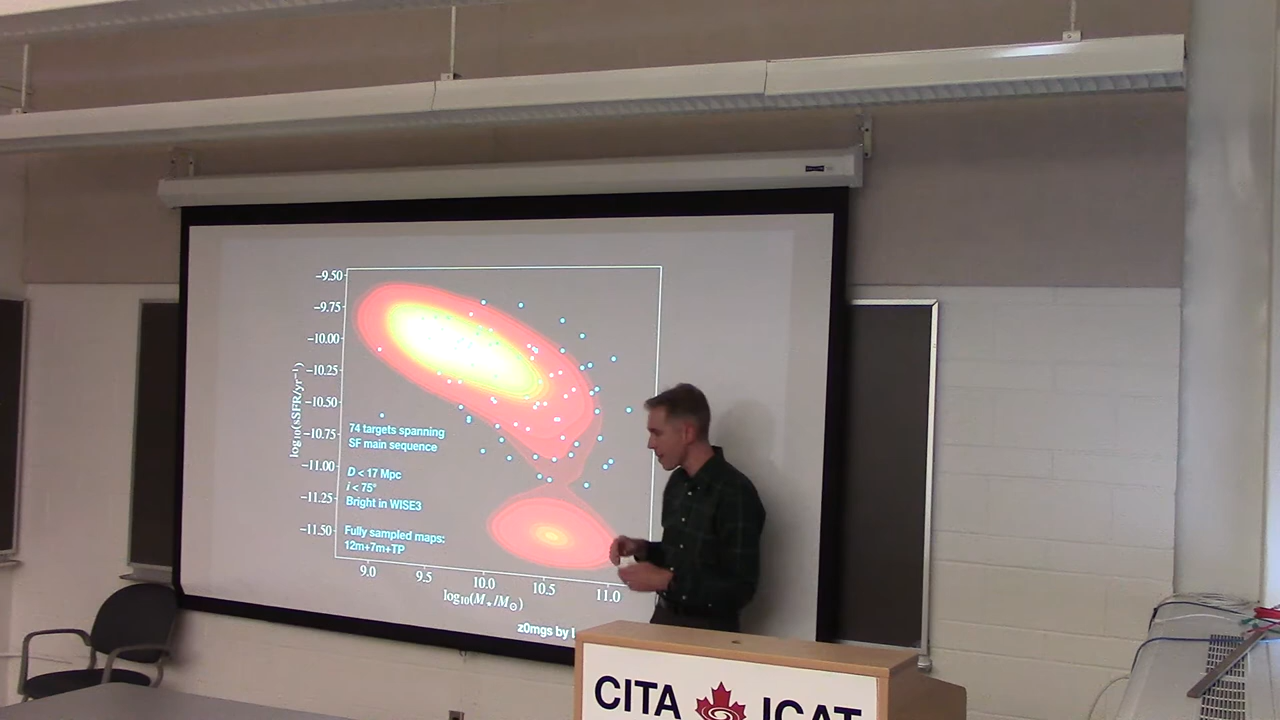 −9.50
−9.75
−10.00
−10.25
−10.50
−10.75
−11.00
−11.25
−11.50
log₁₀(sSFR/yr⁻¹)
74 targets spanning
SF main sequence
D < 17 Mpc
i < 75°
Bright in WISE3
Fully sampled maps:
12m+7m+TP
9.0 9.5 10.0 10.5 11.0
log₁₀(M⋆/M⊙)
z0mgs by
CITA ICAT